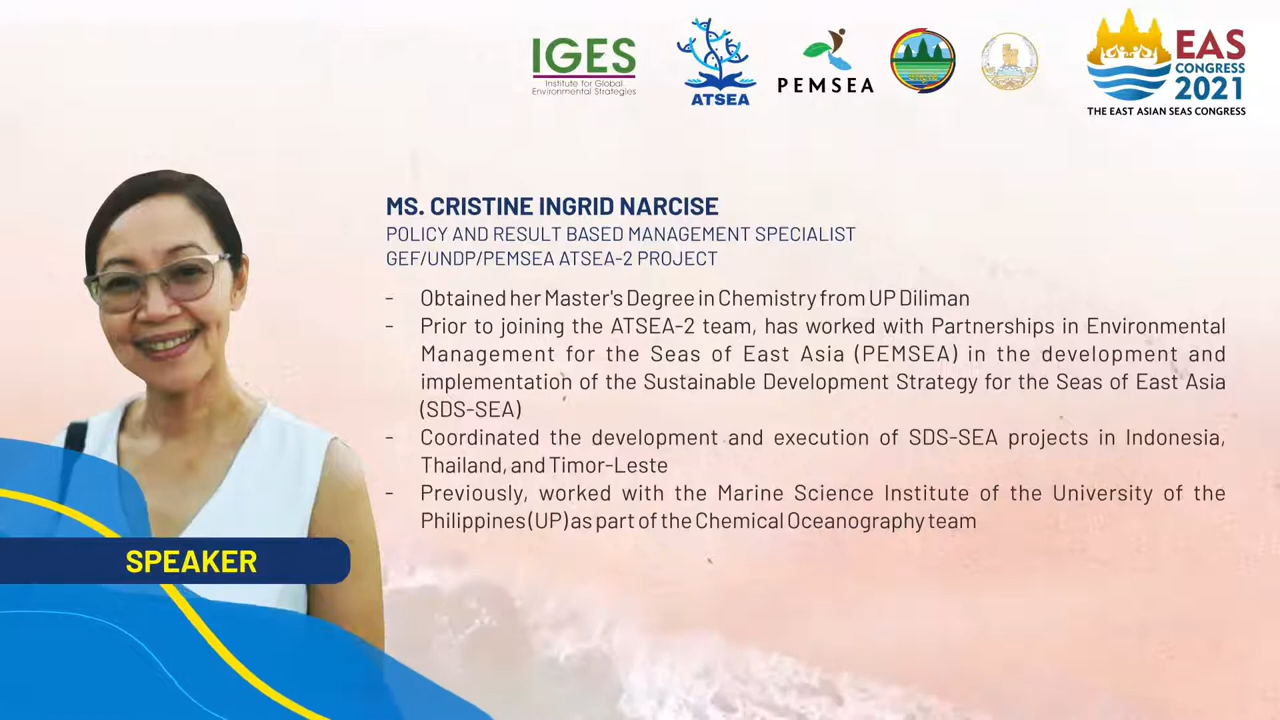 IGES
Institute for Global
Environmental Strategies
ATSEA
PEMSEA
EAS
CONGRESS
2021
THE EAST ASIAN SEAS CONGRESS
MS. CRISTINE INGRID NARCISE
POLICY AND RESULT BASED MANAGEMENT SPECIALIST
GEF/UNDP/PEMSEA ATSEA-2 PROJECT
- Obtained her Master's Degree in Chemistry from UP Diliman
- Prior to joining the ATSEA-2 team, has worked with Partnerships in Environmental
Management for the Seas of East Asia (PEMSEA) in the development and
implementation of the Sustainable Development Strategy for the Seas of East Asia
(SDS-SEA)
- Coordinated the development and execution of SDS-SEA projects in Indonesia,
Thailand, and Timor-Leste
- Previously, worked with the Marine Science Institute of the University of the
Philippines (UP) as part of the Chemical Oceanography team
SPEAKER